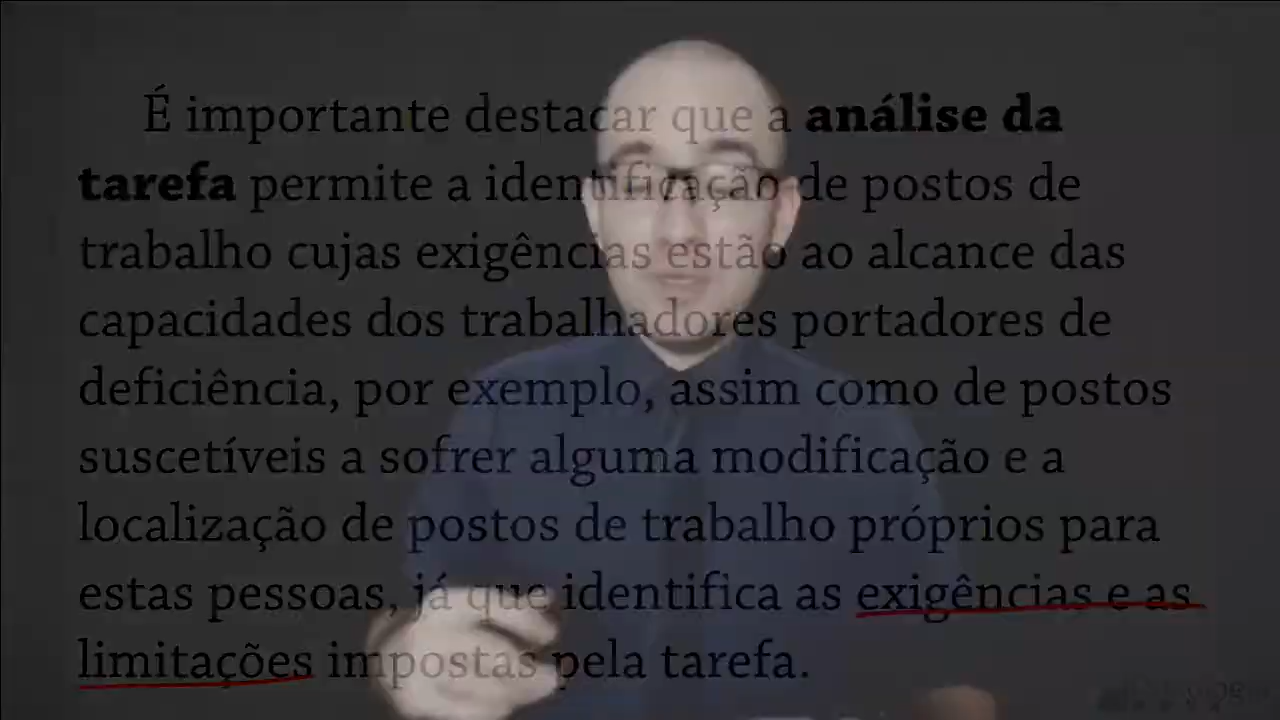 É importante destacar que a análise da
tarefa permite a identificação de postos de
trabalho cujas exigências estão ao alcance das
capacidades dos trabalhadores portadores de
deficiência, por exemplo, assim como de postos
suscetíveis a sofrer alguma modificação e a
localização de postos de trabalho próprios para
estas pessoas, já que identifica as exigências e as
limitações impostas pela tarefa.